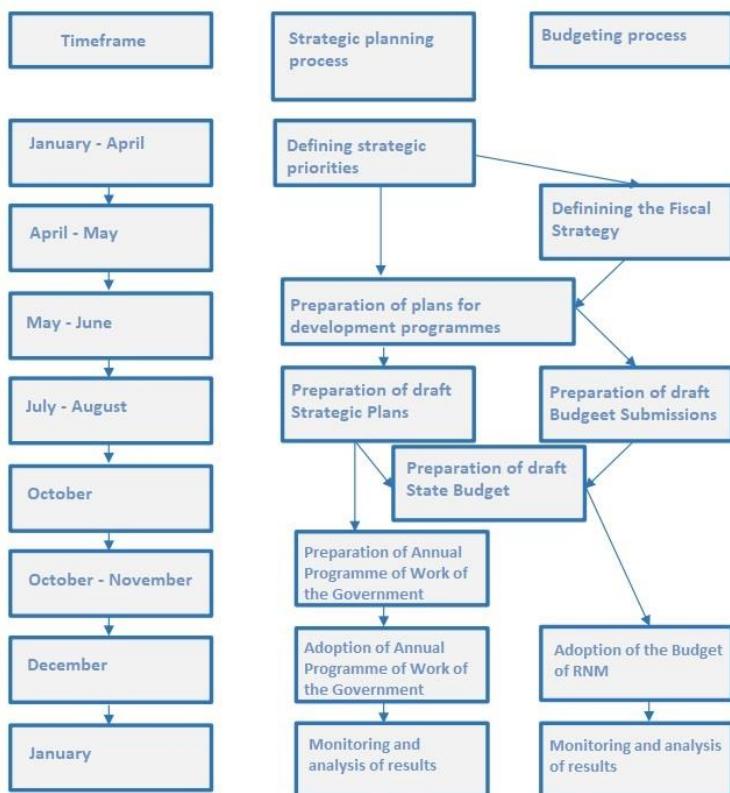 Timeframe
Strategic planning
process
Budgeting process
January - April
Defining strategic
priorities
Definining the Fiscal
Strategy
April - May
Preparation of plans for
development programmes
May - June
Preparation of draft
Strategic Plans
Preparation of draft
Budgeet Submissions
July - August
Preparation of draft
State Budget
October
Preparation of Annual
Programme of Work of
the Government
October - November
Adoption of Annual
Programme of Work of
the Government
Adoption of the Budget
of RNM
December
Monitoring and
analysis of results
Monitoring and analysis
of results
January